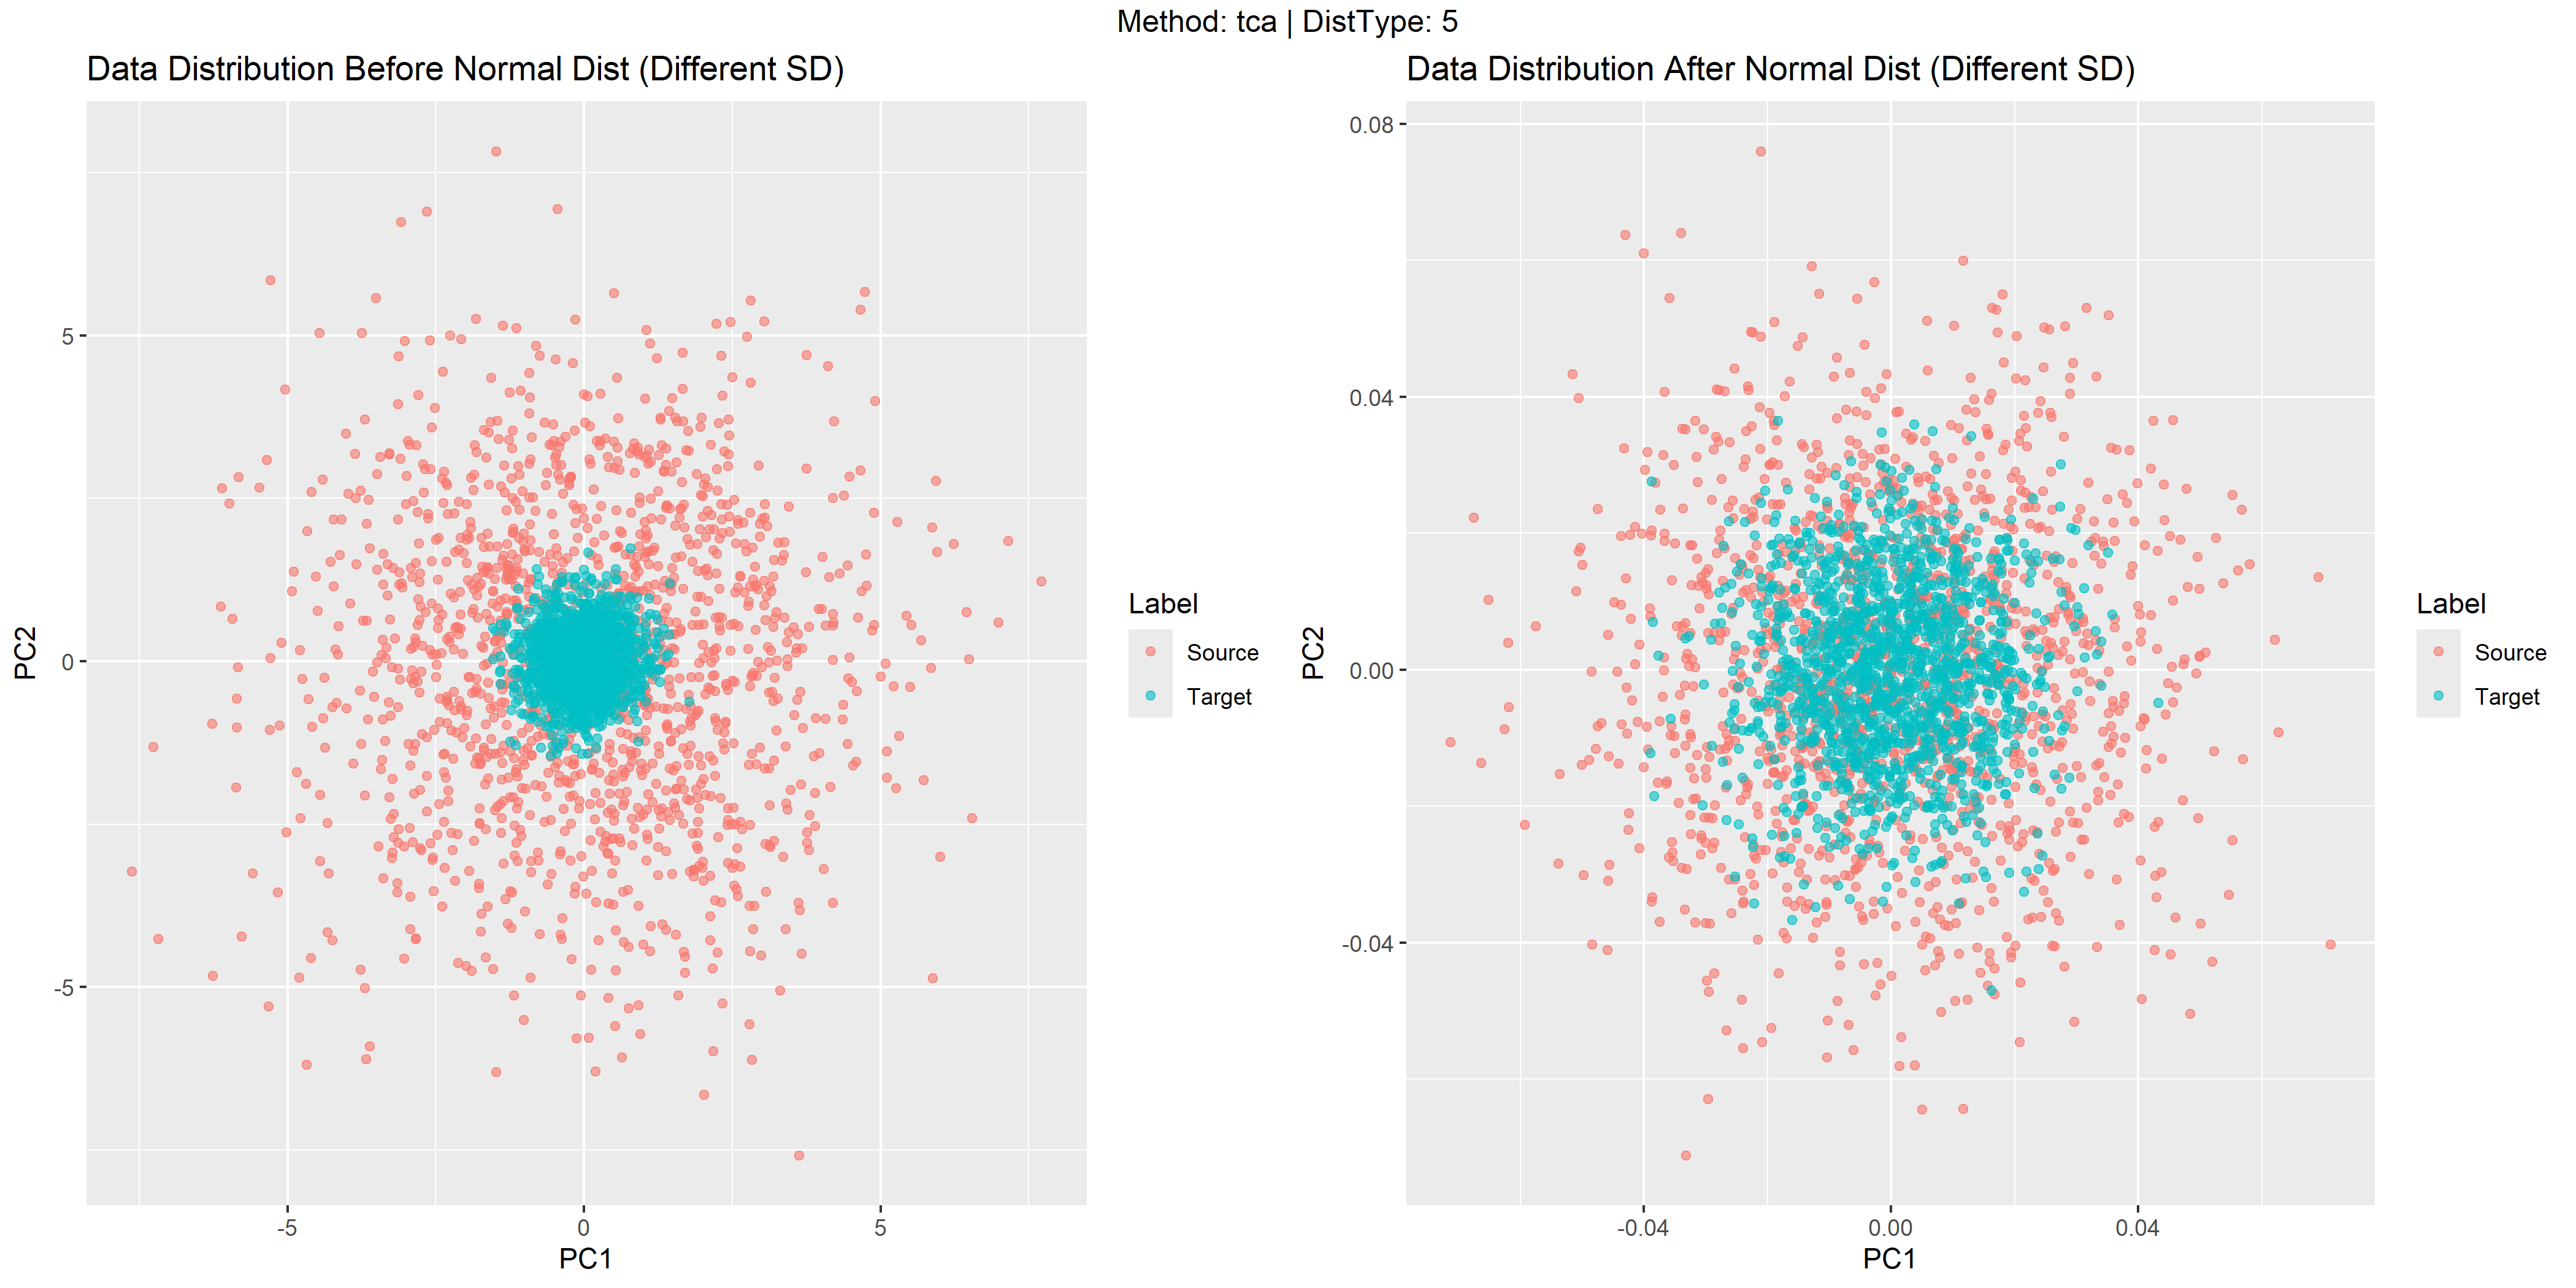 Method: tca | DistType: 5
Data Distribution Before Normal Dist (Different SD)
PC2
5
0
-5
-5 0 5
PC1
Label
Source
Target
Data Distribution After Normal Dist (Different SD)
PC2
0.08
0.04
0.00
-0.04
-0.04 0.00 0.04
PC1
Label
Source
Target